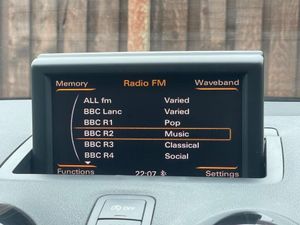 Memory Radio FM Waveband
ALL fm Varied
BBC Lanc Varied
BBC R1 Pop
BBC R2 Music
BBC R3 Classical
BBC R4 Social
Functions 22:07 Settings